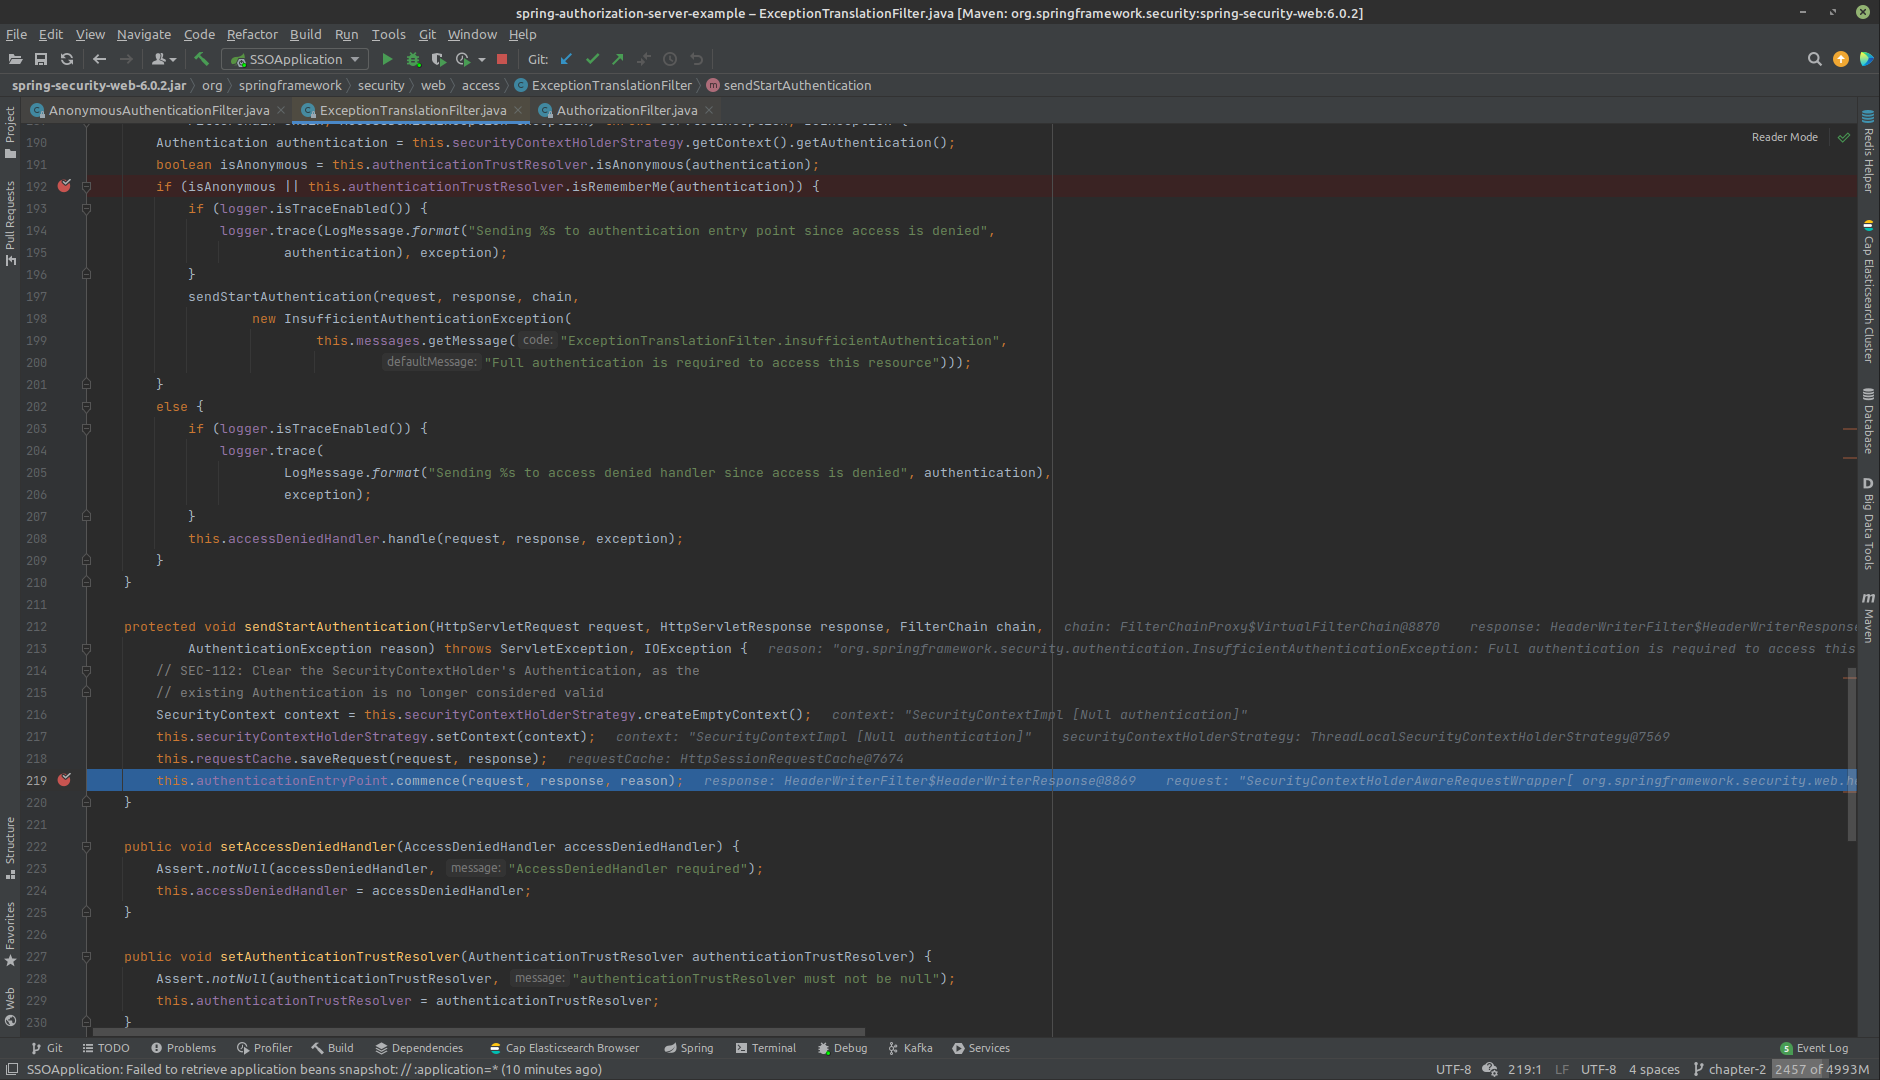 spring-authorization-server-example – ExceptionTranslationFilter.java [Maven: org.springframework.security:spring-security-web:6.0.2]
File Edit View Navigate Code Refactor Build Run Tools Git Window Help
SSOApplication Git:
spring-security-web-6.0.2.jar org springframework security web access ExceptionTranslationFilter sendStartAuthentication
AnonymousAuthenticationFilter.java ExceptionTranslationFilter.java AuthorizationFilter.java
Reader Mode
190 Authentication authentication = this.securityContextHolderStrategy.getContext().getAuthentication();
191 boolean isAnonymous = this.authenticationTrustResolver.isAnonymous(authentication);
192 if (isAnonymous || this.authenticationTrustResolver.isRememberMe(authentication)) {
193 if (logger.isTraceEnabled()) {
194 logger.trace(LogMessage.format("Sending %s to authentication entry point since access is denied",
195 authentication), exception);
196 }
197 sendStartAuthentication(request, response, chain,
198 new InsufficientAuthenticationException(
199 this.messages.getMessage( code: "ExceptionTranslationFilter.insufficientAuthentication",
200 defaultMessage: "Full authentication is required to access this resource")));
201 }
202 else {
203 if (logger.isTraceEnabled()) {
204 logger.trace(
205 LogMessage.format("Sending %s to access denied handler since access is denied", authentication),
206 exception);
207 }
208 this.accessDeniedHandler.handle(request, response, exception);
209 }
210 }
211
212 protected void sendStartAuthentication(HttpServletRequest request, HttpServletResponse response, FilterChain chain, chain: FilterChainProxy$VirtualFilterChain@8870 response: HeaderWriterFilter$HeaderWriterResponse
213 AuthenticationException reason) throws ServletException, IOException { reason: "org.springframework.security.authentication.InsufficientAuthenticationException: Full authentication is required to access this
214 // SEC-112: Clear the SecurityContextHolder's Authentication, as the
215 // existing Authentication is no longer considered valid
216 SecurityContext context = this.securityContextHolderStrategy.createEmptyContext(); context: "SecurityContextImpl [Null authentication]"
217 this.securityContextHolderStrategy.setContext(context); context: "SecurityContextImpl [Null authentication]" securityContextHolderStrategy: ThreadLocalSecurityContextHolderStrategy@7569
218 this.requestCache.saveRequest(request, response); requestCache: HttpSessionRequestCache@7674
219 this.authenticationEntryPoint.commence(request, response, reason); response: HeaderWriterFilter$HeaderWriterResponse@8869 request: "SecurityContextHolderAwareRequestWrapper[ org.springframework.security.web.he
220 }
221
222 public void setAccessDeniedHandler(AccessDeniedHandler accessDeniedHandler) {
223 Assert.notNull(accessDeniedHandler, message: "AccessDeniedHandler required");
224 this.accessDeniedHandler = accessDeniedHandler;
225 }
226
227 public void setAuthenticationTrustResolver(AuthenticationTrustResolver authenticationTrustResolver) {
228 Assert.notNull(authenticationTrustResolver, message: "authenticationTrustResolver must not be null");
229 this.authenticationTrustResolver = authenticationTrustResolver;
230 }
Project
Pull Requests
Structure
Favorites
Web
Redis Helper
Cap Elasticsearch Cluster
Database
D Big Data Tools
m Maven
Git TODO Problems Profiler Build Dependencies Cap Elasticsearch Browser Spring Terminal Debug Kafka Services 5 Event Log
SSOApplication: Failed to retrieve application beans snapshot: // :application=* (10 minutes ago) UTF-8 219:1 LF UTF-8 4 spaces chapter-2 2457 of 4993M